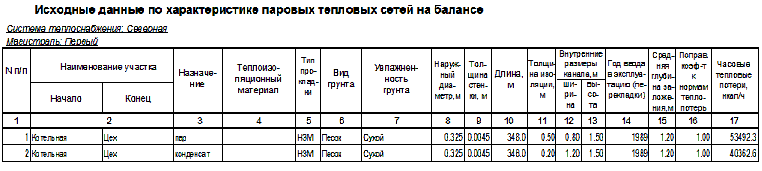 Исходные данные по характеристике паровых тепловых сетей на балансе
Система теплоснабжения: Северная
Магистраль: Первый
N п/п | Наименование участка | Назначе-ние | Теплоизо-ляционный материал | Тип про-клад-ки | Вид грунта | Увлажнен-ность грунта | Наруж-ный диа-метр,м | Тол-щина стен-ки, м | Длина, м | Толщи-на изо-ляции, м | Внутренние размеры канала,м | Год ввода в эксплуа-тацию (пе-рекладки) | Сред-няя глуби-на за-ложе-ния,м | Поправ. коэф-т к нормам тепло-потерь | Часовые тепловые потери, ккал/ч
Начало | Конец | ши-ри-на | вы-со-та
1 | 2 | 3 | 4 | 5 | 6 | 7 | 8 | 9 | 10 | 11 | 12 | 13 | 14 | 15 | 16 | 17
1 | Котельная | Цех | пар | НЗМ | Песок | Сухой | 0.325 | 0.0045 | 348.0 | 0.50 | 0.80 | 1.50 | 1989 | 1.20 | 1.00 | 53492.3
2 | Котельная | Цех | конденсат | НЗМ | Песок | Сухой | 0.325 | 0.0045 | 348.0 | 0.20 | 1.20 | 1.50 | 1989 | 1.20 | 1.00 | 40362.6